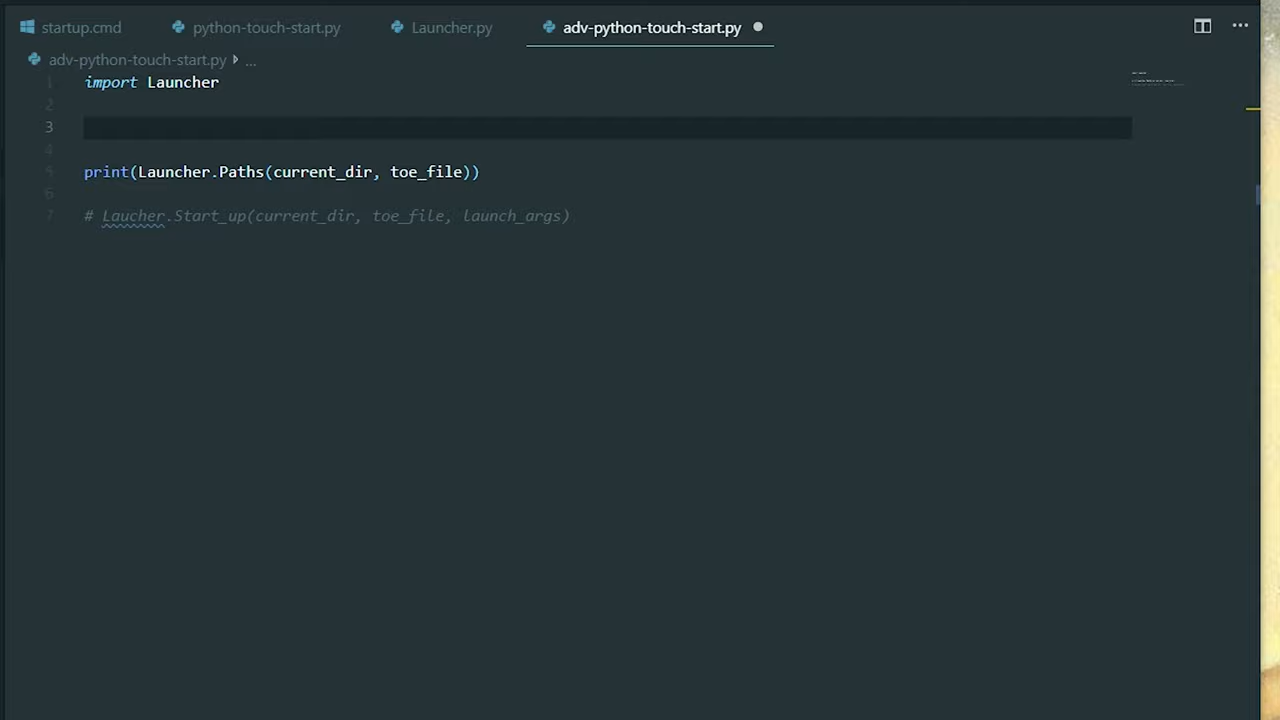 startup.cmd python-touch-start.py Launcher.py adv-python-touch-start.py
adv-python-touch-start.py ...
1 import Launcher
2
3
4
print(Launcher.Paths(current_dir, toe_file))
6
7 # Laucher.Start_up(current_dir, toe_file, launch_args)